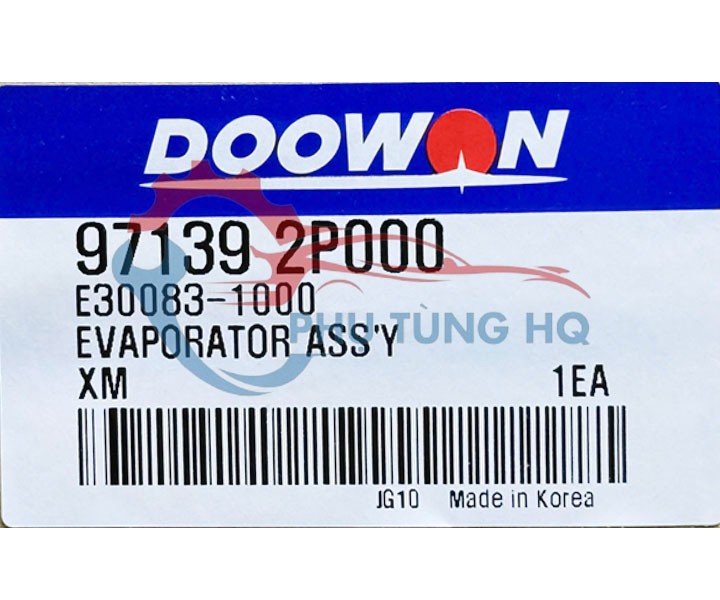 DOOWON
97139 2P000
E30083-1000
PHỤ TÙNG HQ
EVAPORATOR ASS'Y
XM 1EA
JG10 Made in Korea